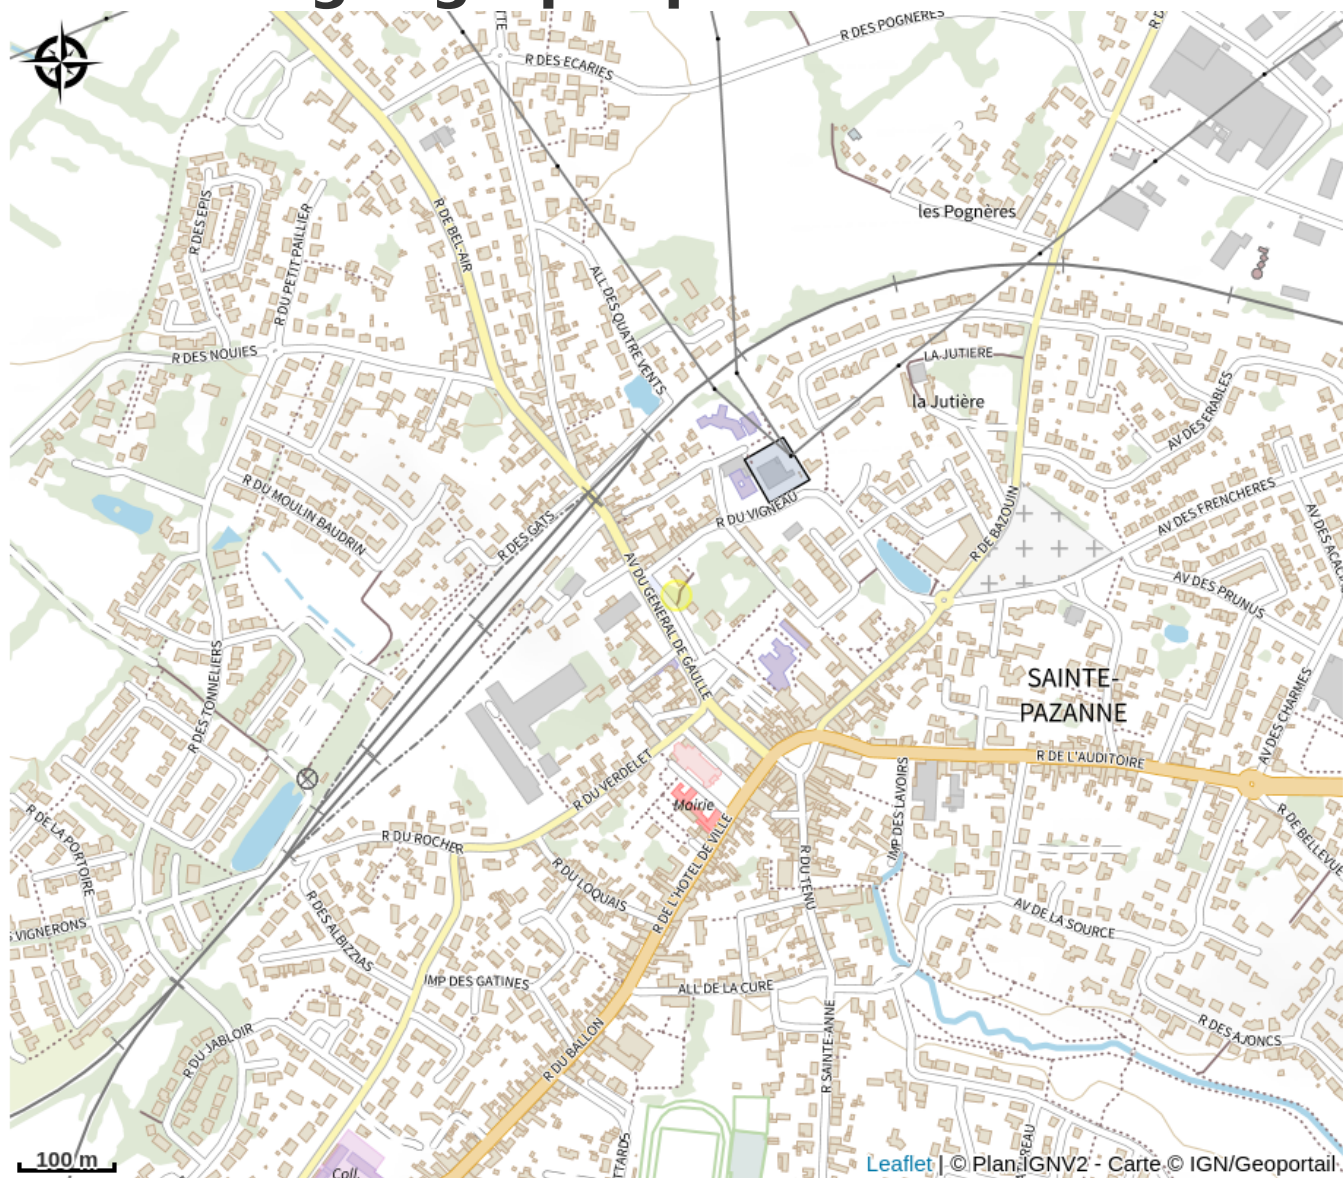 R DES POGNERES
R DES ECARIES
les Pognères
R DES EPIS
R DU PETIT PAILLIER
R DE BEL-AIR
ALL DES QUATRE VENTS
R DES NOUIES
LA JUTIERE
la Jutière
AV DES ERABLES
R DU MOULIN BAUDRIN
R DES GATS
R DU VIGNEAU
R DE BAZOUIN
AV DES FRENCHERES
AV DES PRUNUS
AV DU GENERAL DE GAULLE
R DES TONNELIERS
SAINTE-
PAZANNE
AV DES CHARMES
R DE L'AUDITOIRE
R DU VERDELET
Mairie
IMP DES LAVOIRS
R DE BELLEVUE
R DE LA PORTOIRE
R DU ROCHER
R DE L'HOTEL DE VILLE
R DU TENU
R DU LOQUAIS
VIGNERONS
R DES ALBIZZIAS
AV DE LA SOURCE
IMP DES GATINES
ALL DE LA CURE
R DU JABLOIR
R DU BALLON
R SAINTE-ANNE
R DES AJONCS
100 m
Coll.
Leaflet | © Plan IGNV2 - Carte © IGN/Geoportail